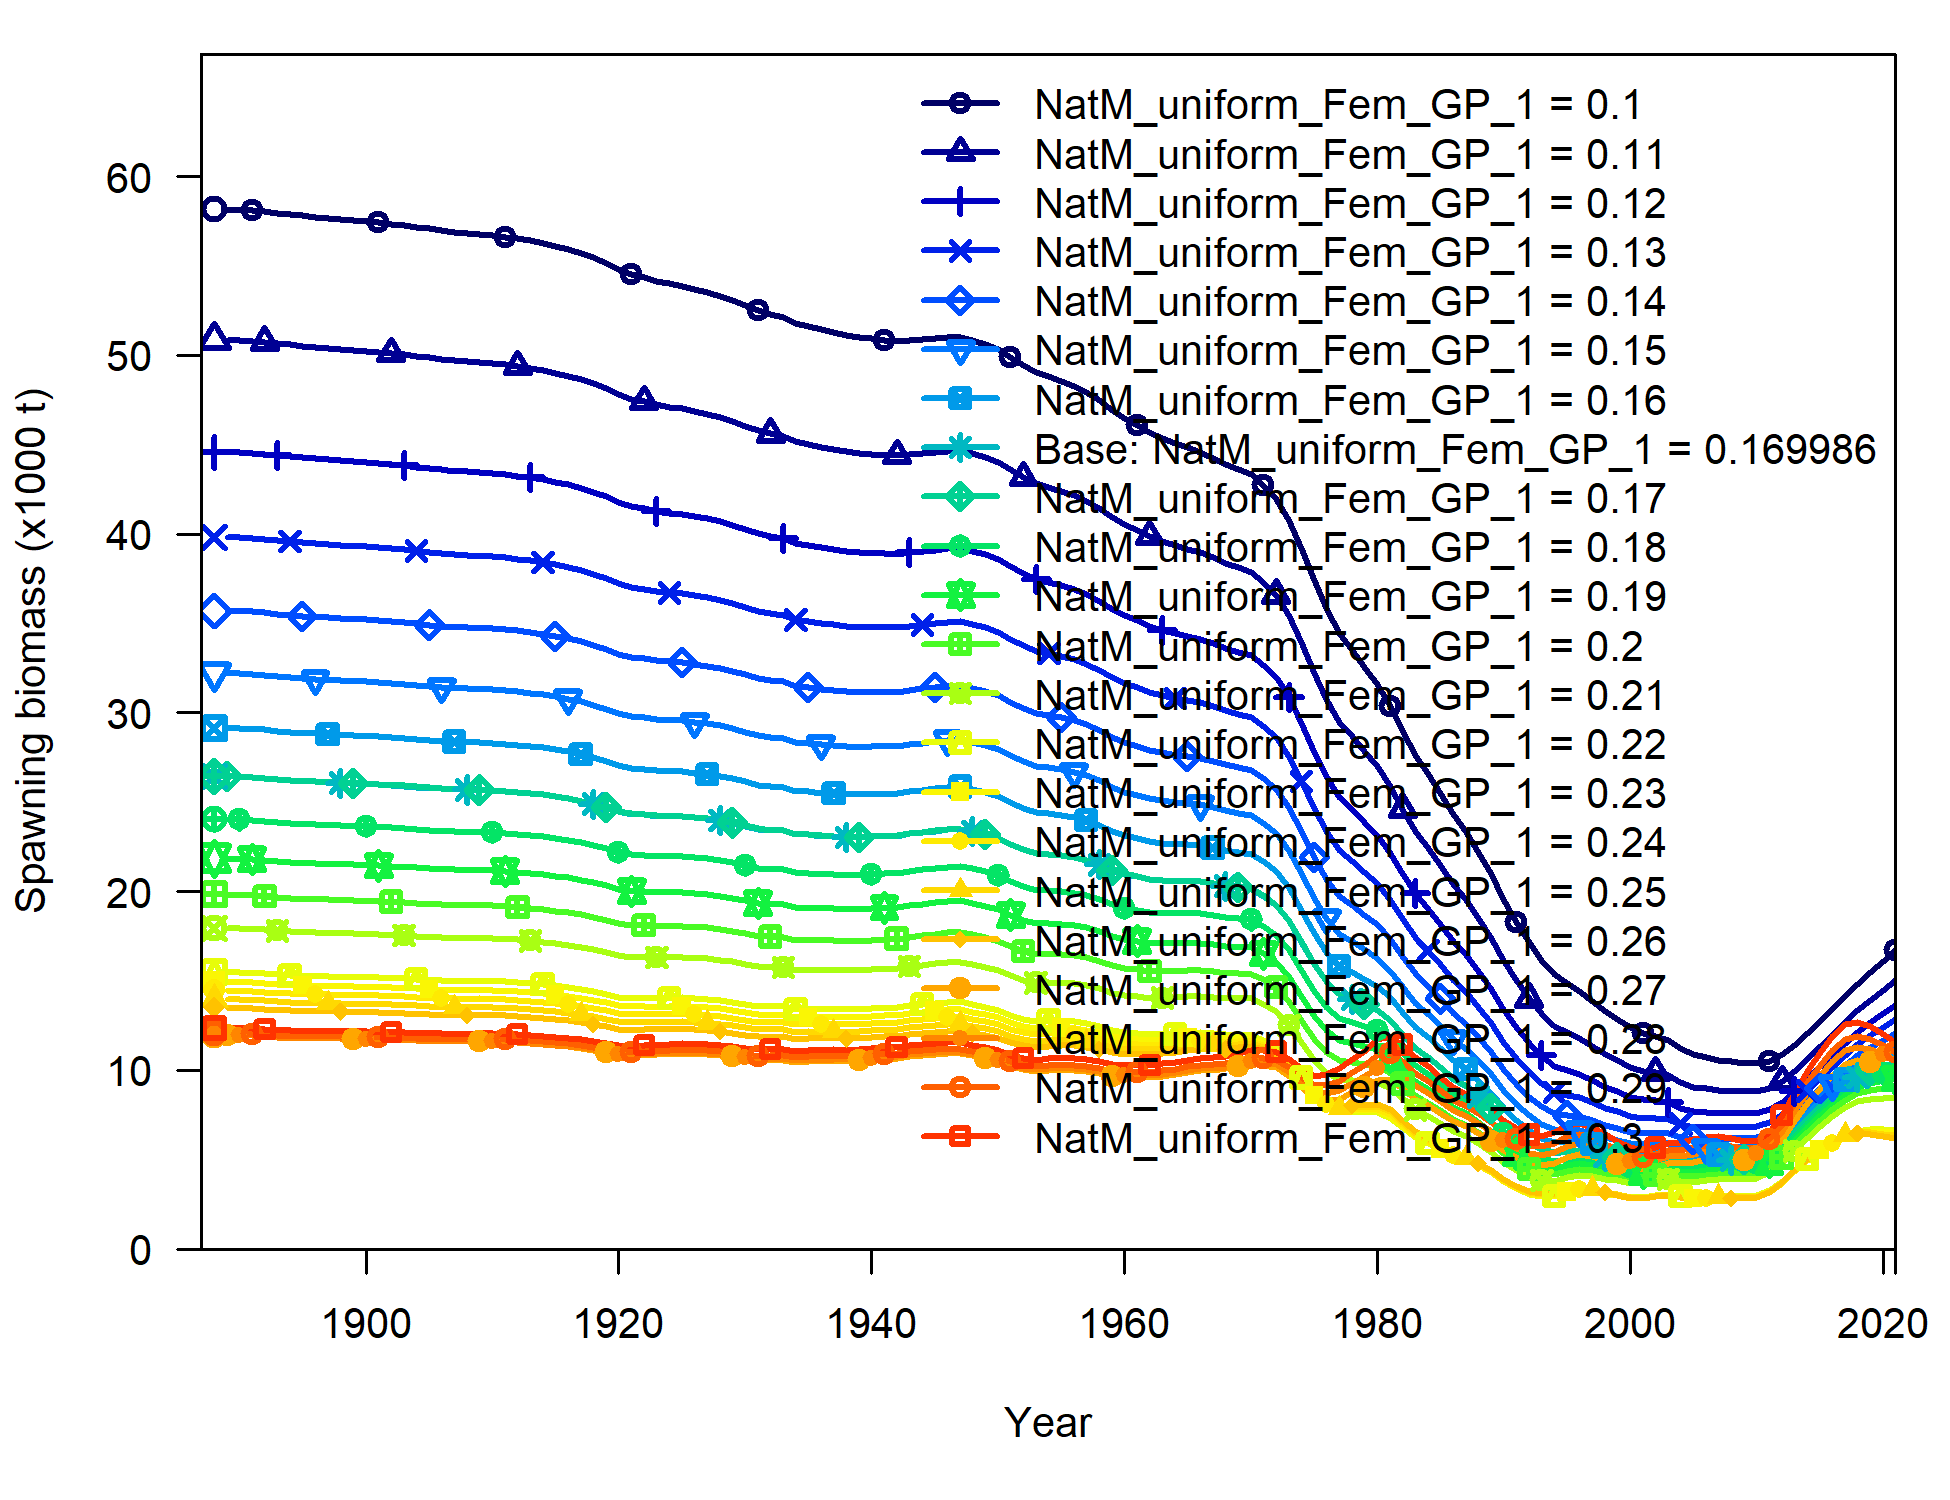 NatM_uniform_Fem_GP_1 = 0.1
NatM_uniform_Fem_GP_1 = 0.11
NatM_uniform_Fem_GP_1 = 0.12
NatM_uniform_Fem_GP_1 = 0.13
NatM_uniform_Fem_GP_1 = 0.14
NatM_uniform_Fem_GP_1 = 0.15
NatM_uniform_Fem_GP_1 = 0.16
Base: NatM_uniform_Fem_GP_1 = 0.169986
NatM_uniform_Fem_GP_1 = 0.17
NatM_uniform_Fem_GP_1 = 0.18
NatM_uniform_Fem_GP_1 = 0.19
NatM_uniform_Fem_GP_1 = 0.2
NatM_uniform_Fem_GP_1 = 0.21
NatM_uniform_Fem_GP_1 = 0.22
NatM_uniform_Fem_GP_1 = 0.23
NatM_uniform_Fem_GP_1 = 0.24
NatM_uniform_Fem_GP_1 = 0.25
NatM_uniform_Fem_GP_1 = 0.26
NatM_uniform_Fem_GP_1 = 0.27
NatM_uniform_Fem_GP_1 = 0.28
NatM_uniform_Fem_GP_1 = 0.29
NatM_uniform_Fem_GP_1 = 0.3
Spawning biomass (x1000 t)
60
50
40
30
20
10
0
1900 1920 1940 1960 1980 2000 2020
Year